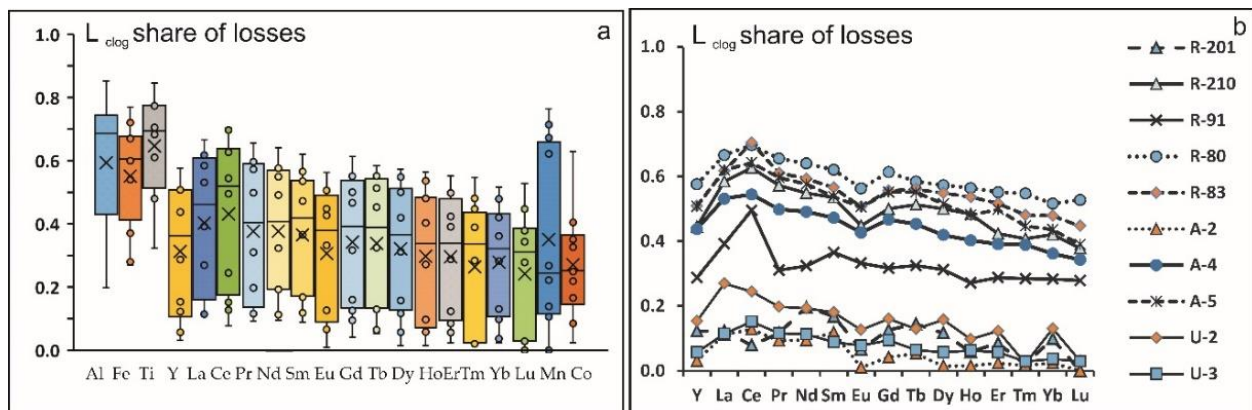 L clog share of losses a
1.0
0.8
0.6
0.4
0.2
0.0
Al Fe Ti Y La Ce Pr Nd Sm Eu Gd Tb Dy Ho Er Tm Yb Lu Mn Co
L clog share of losses b
1.0
0.8
0.6
0.4
0.2
0.0
Y La Ce Pr Nd Sm Eu Gd Tb Dy Ho Er Tm Yb Lu
R-201
R-210
R-91
R-80
R-83
A-2
A-4
A-5
U-2
U-3